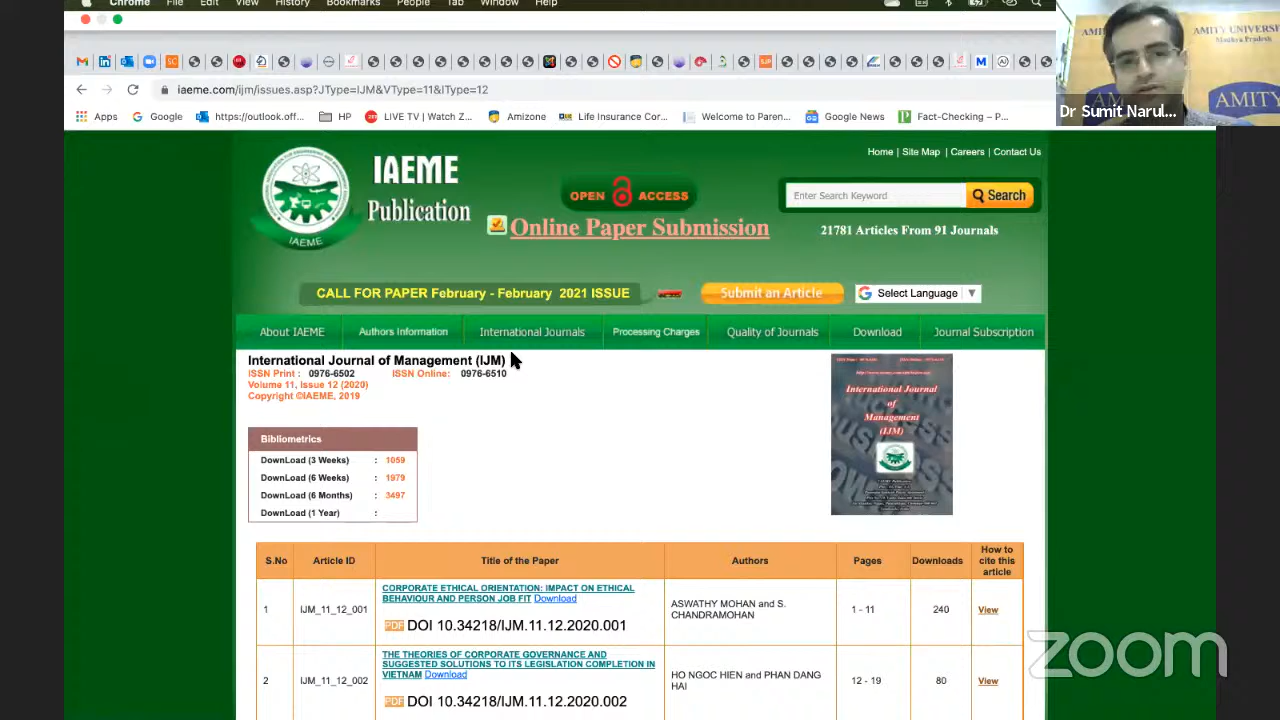 Chrome File Edit View History Bookmarks People Tab Window Help
iaeme.com/ijm/issues.asp?JType=IJM&VType=11&IType=12
Apps Google https://outlook.off... HP LIVE TV | Watch Z... Amizone Life Insurance Cor... Welcome to Paren... Google News Fact-Checking – P...
AMITY UNIVERSITY
Madhya Pradesh
AMITY
Dr Sumit Narul...
Home | Site Map | Careers | Contact Us
IAEME
Publication
IAEME
OPEN ACCESS
Online Paper Submission
Enter Search Keyword
Search
21781 Articles From 91 Journals
CALL FOR PAPER February - February 2021 ISSUE
Submit an Article
Select Language ▼
About IAEME Authors Information International Journals Processing Charges Quality of Journals Download Journal Subscription
International Journal of Management (IJM)
ISSN Print : 0976-6502 ISSN Online: 0976-6510
Volume 11, Issue 12 (2020)
Copyright ©IAEME, 2019
International Journal
of
Management
(IJM)
Bibliometrics
DownLoad (3 Weeks) : 1059
DownLoad (6 Weeks) : 1979
DownLoad (6 Months) : 3497
DownLoad (1 Year) :
S.No Article ID Title of the Paper Authors Pages Downloads How to cite this article
1 IJM_11_12_001 CORPORATE ETHICAL ORIENTATION: IMPACT ON ETHICAL
BEHAVIOUR AND PERSON JOB FIT Download
PDF DOI 10.34218/IJM.11.12.2020.001
ASWATHY MOHAN and S.
CHANDRAMOHAN
1 - 11 240 View
2 IJM_11_12_002 THE THEORIES OF CORPORATE GOVERNANCE AND
SUGGESTED SOLUTIONS TO ITS LEGISLATION COMPLETION IN
VIETNAM Download
PDF DOI 10.34218/IJM.11.12.2020.002
HO NGOC HIEN and PHAN DANG
HAI
12 - 19 80 View
zoom